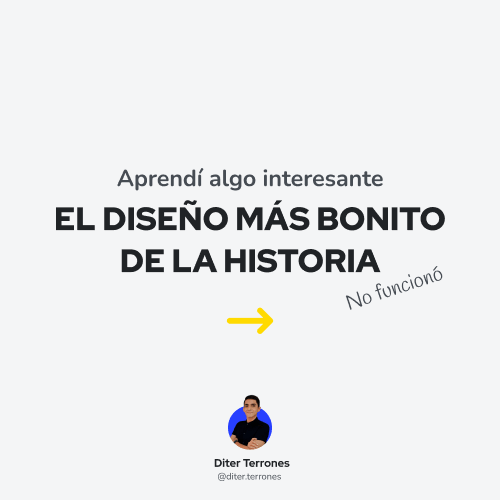 Aprendí algo interesante
EL DISEÑO MÁS BONITO
DE LA HISTORIA
No funcionó
Diter Terrones
@diter.terrones